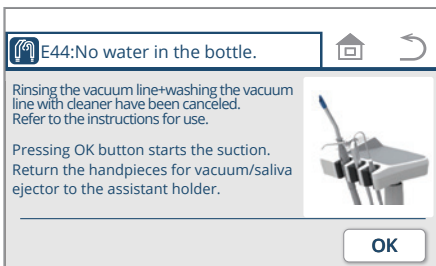 E44:No water in the bottle.
Rinsing the vacuum line+washing the vacuum
line with cleaner have been canceled.
Refer to the instructions for use.
Pressing OK button starts the suction.
Return the handpieces for vacuum/saliva
ejector to the assistant holder.
OK